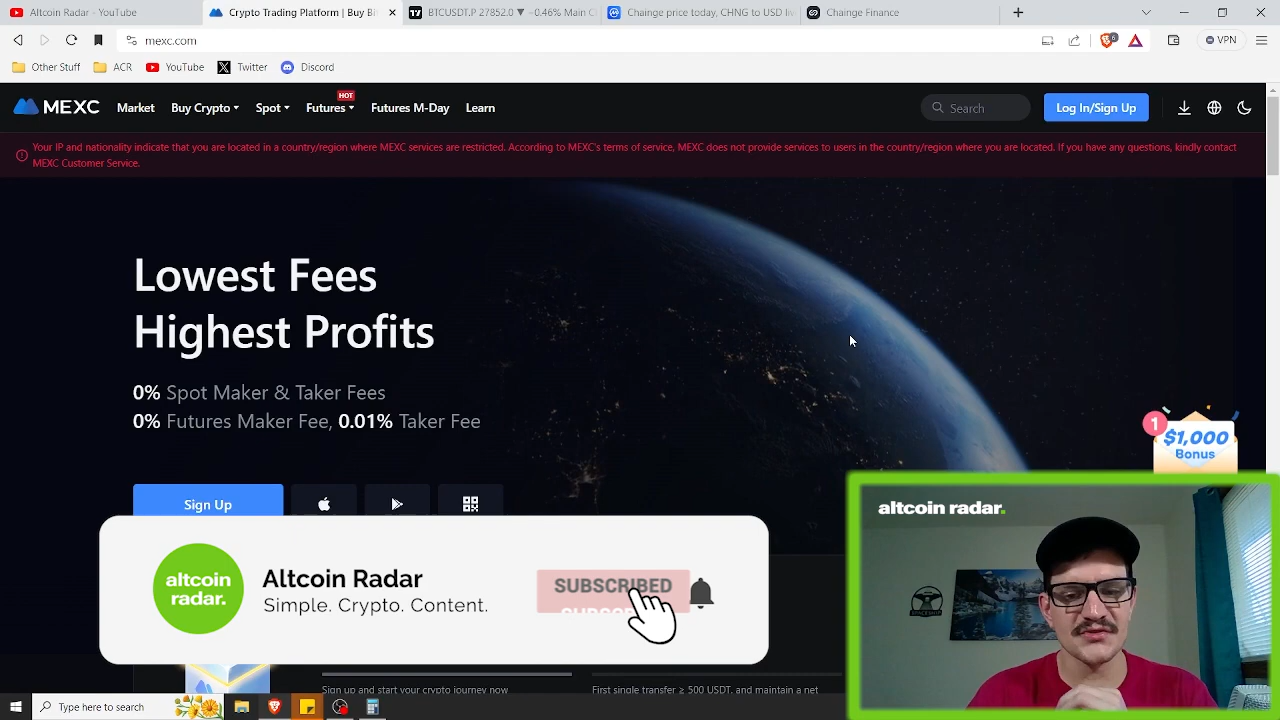 Altcoin Radar - YouTube
Crypto Trading Platform | Buy Bi
BTCUSDT.P 27852.0 ▼ −0.46% Main C
Chainge price today, CHNG to USD liv
Chainge Finance
mexc.com
6
VPN
Other Stuff
ACR
YouTube
Twitter
Discord
MEXC
Market
Buy Crypto
Spot
Futures
HOT
Futures M-Day
Learn
Search
Log In/Sign Up
Your IP and nationality indicate that you are located in a country/region where MEXC services are restricted. According to MEXC's terms of service, MEXC does not provide services to users in the country/region where you are located. If you have any questions, kindly contact
MEXC Customer Service.
Lowest Fees
Highest Profits
0% Spot Maker & Taker Fees
0% Futures Maker Fee, 0.01% Taker Fee
1
$1,000
Bonus
Sign Up
altcoin radar.
SPACESHIP
altcoin
radar.
Altcoin Radar
Simple. Crypto. Content.
SUBSCRIBED
Sign up and start your crypto journey now
First single transfer ≥ 500 USDT, and maintain a net
Type here to search